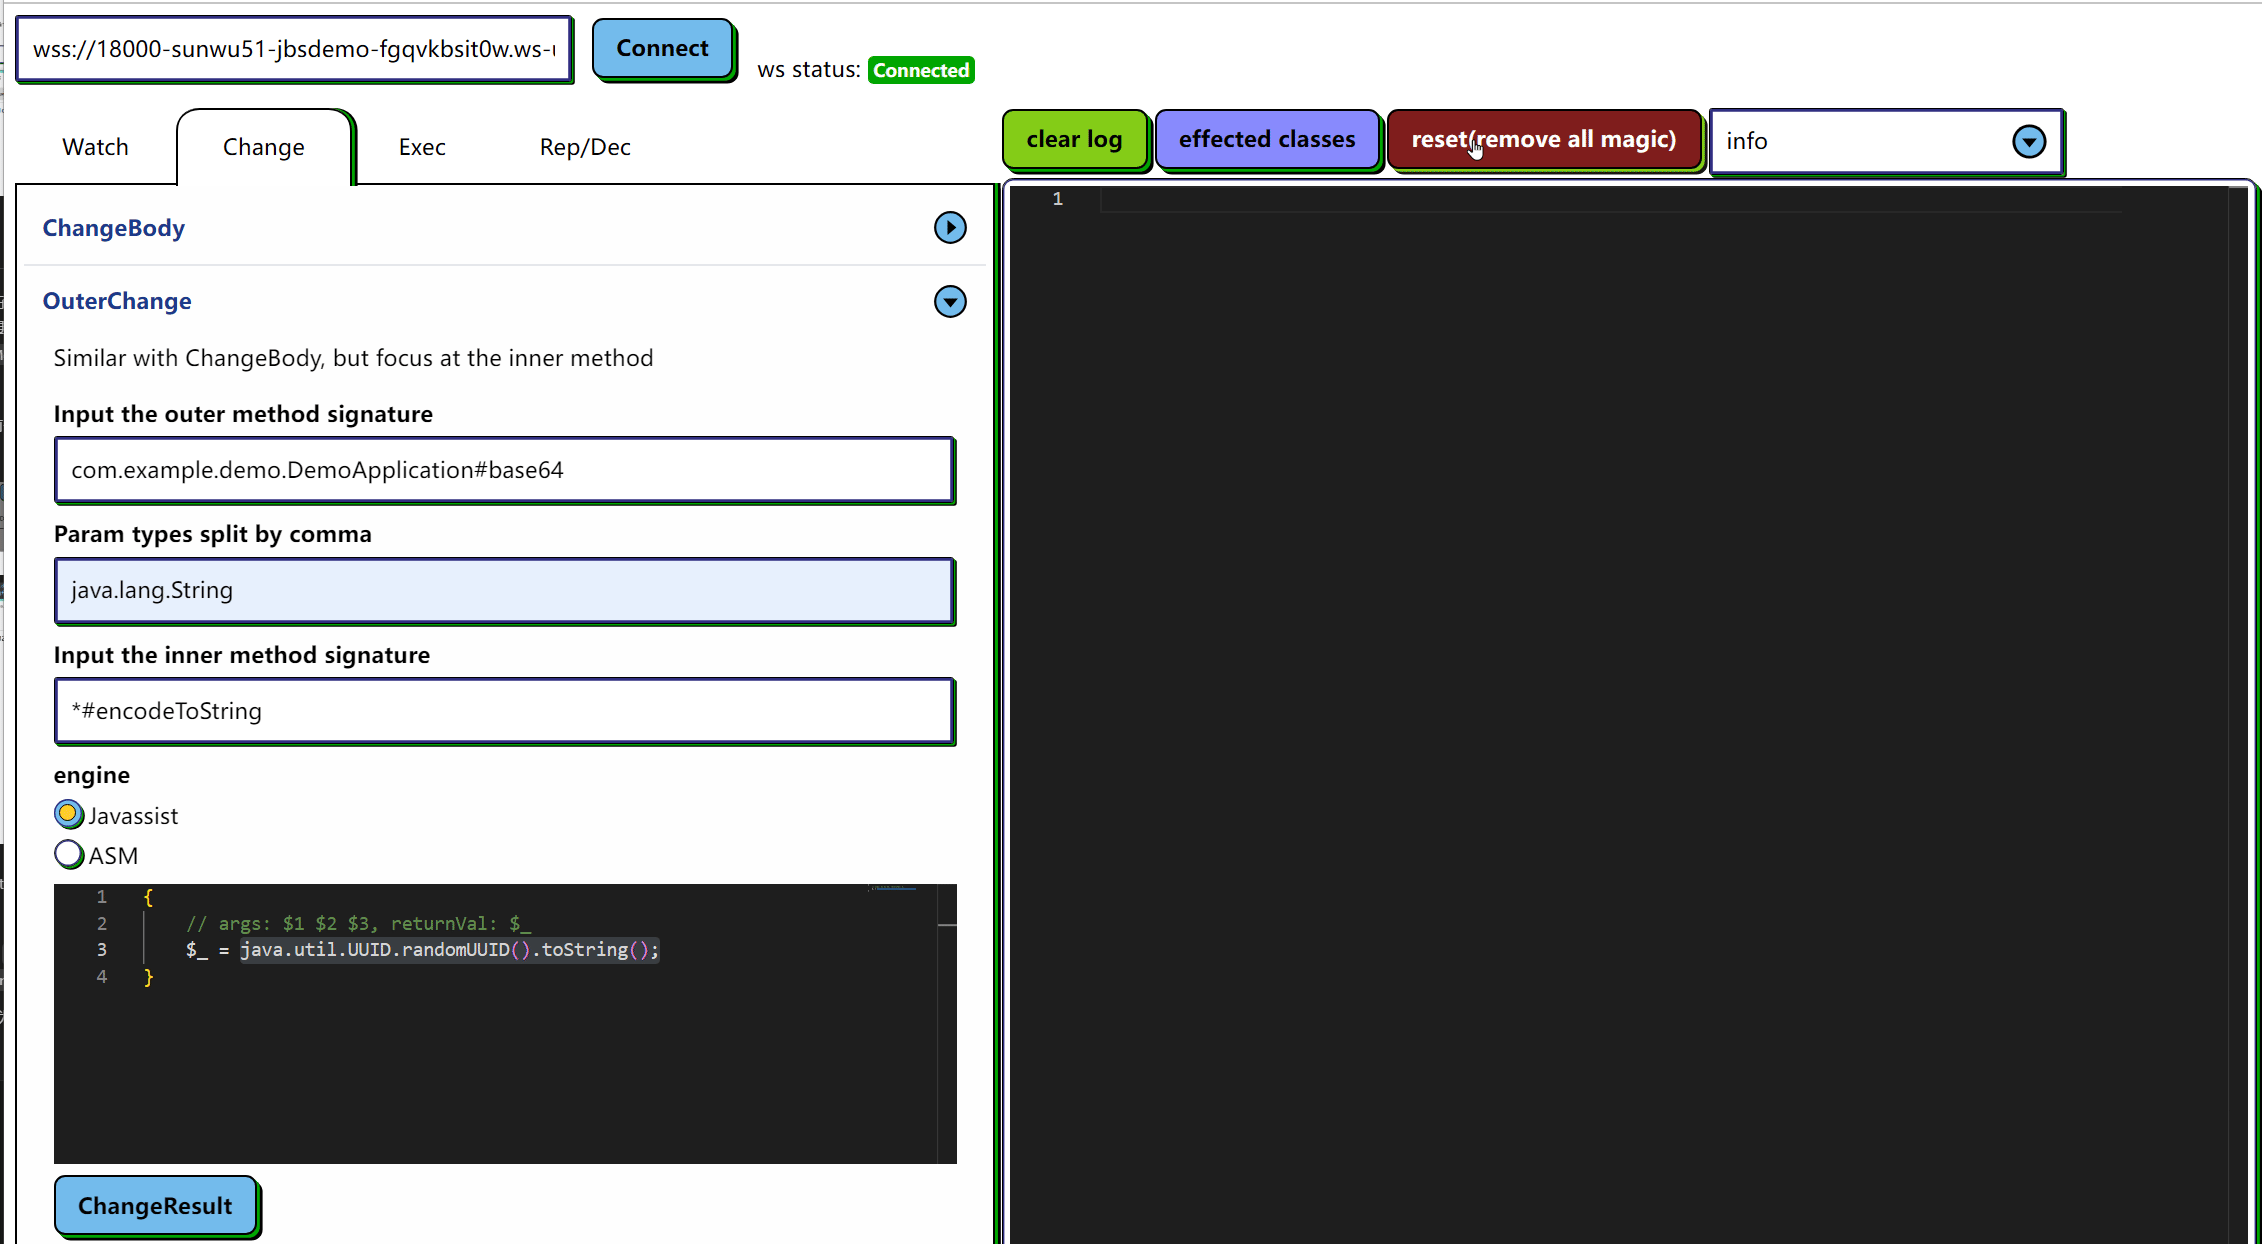 wss://18000-sunwu51-jbsdemo-fgqvkbsit0w.ws-
Connect
ws status: Connected
Watch
Change
Exec
Rep/Dec
clear log
effected classes
reset(remove all magic)
info
ChangeBody
OuterChange
Similar with ChangeBody, but focus at the inner method
Input the outer method signature
com.example.demo.DemoApplication#base64
Param types split by comma
java.lang.String
Input the inner method signature
*#encodeToString
engine
Javassist
ASM
1 {
2 // args: $1 $2 $3, returnVal: $_
3 $_ = java.util.UUID.randomUUID().toString();
4 }
ChangeResult
1